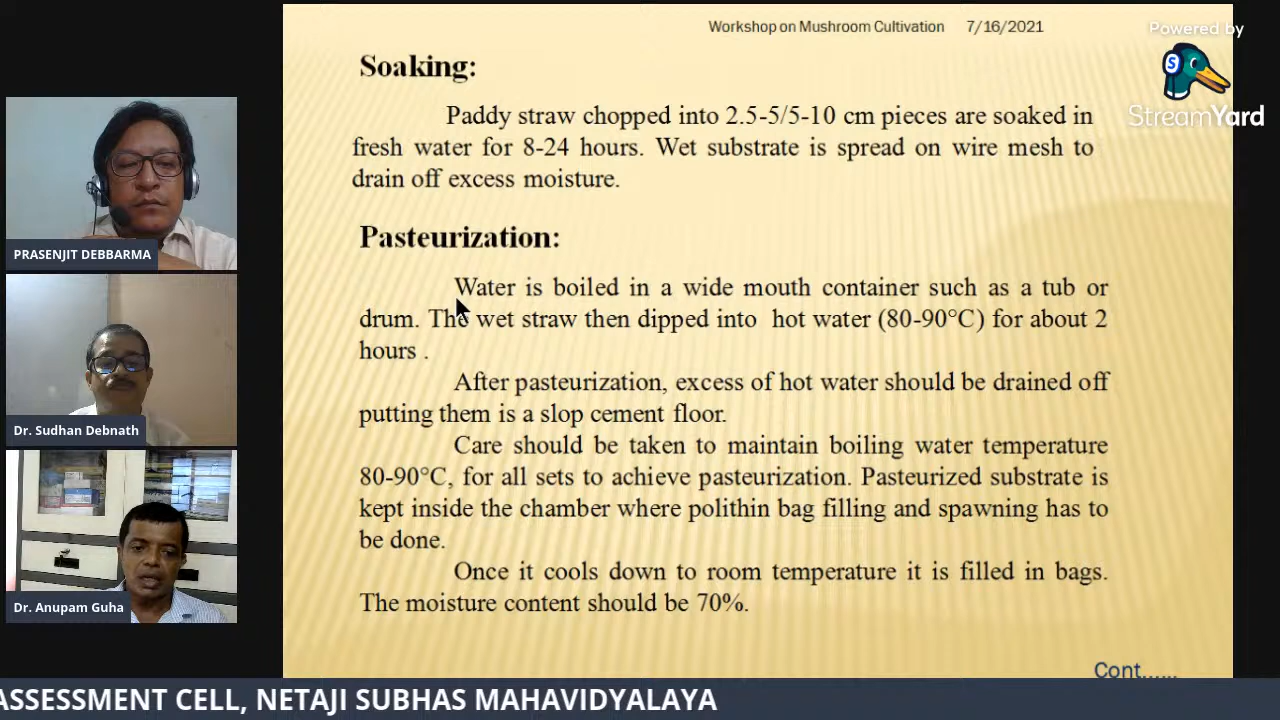 Workshop on Mushroom Cultivation 7/16/2021
Powered by
StreamYard
Soaking:
Paddy straw chopped into 2.5-5/5-10 cm pieces are soaked in
fresh water for 8-24 hours. Wet substrate is spread on wire mesh to
drain off excess moisture.
Pasteurization:
Water is boiled in a wide mouth container such as a tub or
drum. The wet straw then dipped into hot water (80-90°C) for about 2
hours .
After pasteurization, excess of hot water should be drained off
putting them is a slop cement floor.
Care should be taken to maintain boiling water temperature
80-90°C, for all sets to achieve pasteurization. Pasteurized substrate is
kept inside the chamber where polithin bag filling and spawning has to
be done.
Once it cools down to room temperature it is filled in bags.
The moisture content should be 70%.
Cont......
PRASENJIT DEBBARMA
Dr. Sudhan Debnath
Dr. Anupam Guha
ASSESSMENT CELL, NETAJI SUBHAS MAHAVIDYALAYA